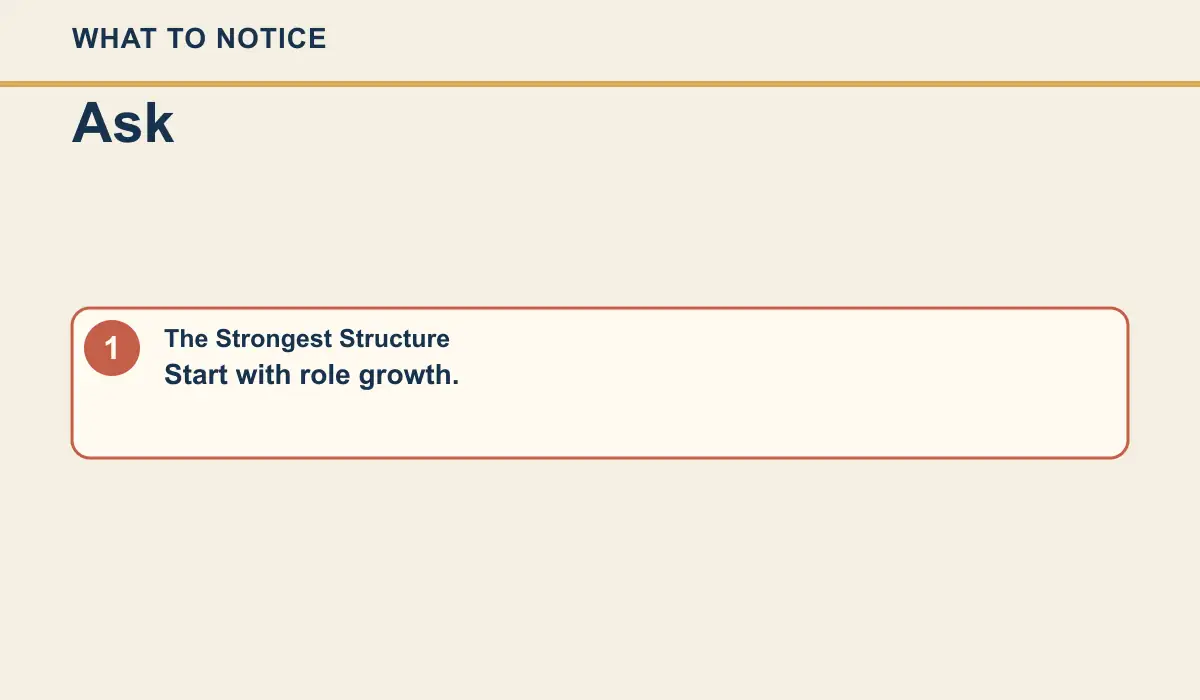 WHAT TO NOTICE
Ask
1
The Strongest Structure
Start with role growth.